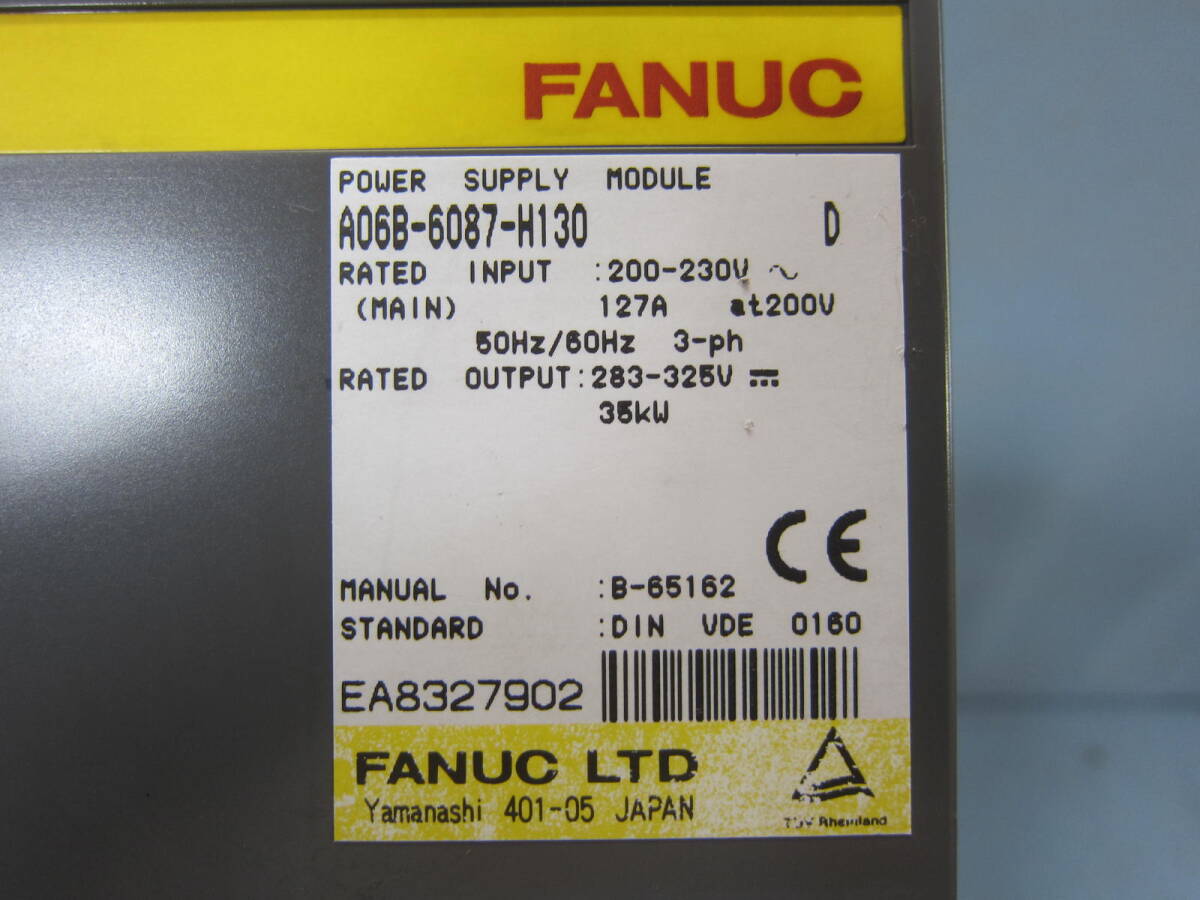 FANUC
POWER SUPPLY MODULE
A06B-6087-H130 D
RATED INPUT :200-230V ~
(MAIN) 127A at200V
50Hz/60Hz 3-ph
RATED OUTPUT:283-325V ⎓
35kW
CE
MANUAL No. :B-65162
STANDARD :DIN VDE 0160
EA8327902
FANUC LTD
Yamanashi 401-05 JAPAN
TÜV Rheinland